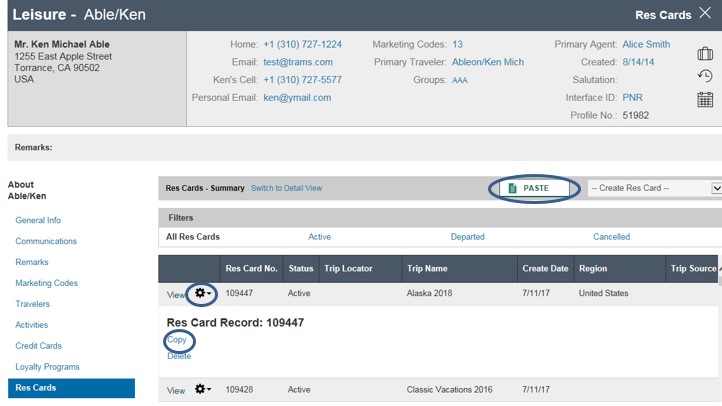 Leisure - Able/Ken
Res Cards
Mr. Ken Michael Able
1255 East Apple Street
Torrance, CA 90502
USA
Home: +1 (310) 727-1224
Email: test@trams.com
Ken's Cell: +1 (310) 727-5577
Personal Email: ken@ymail.com
Marketing Codes: 13
Primary Traveler: Ableon/Ken Mich
Groups: AAA
Primary Agent: Alice Smith
Created: 8/14/14
Salutation:
Interface ID: PNR
Profile No.: 51982
Remarks:
About
Able/Ken
General Info
Communications
Remarks
Marketing Codes
Travelers
Activities
Credit Cards
Loyalty Programs
Res Cards
Res Cards - Summary Switch to Detail View PASTE -- Create Res Card --
Filters
All Res Cards Active Departed Cancelled
Res Card No. Status Trip Locator Trip Name Create Date Region Trip Source
View 109447 Active Alaska 2018 7/11/17 United States
Res Card Record: 109447
Copy
Delete
View 109428 Active Classic Vacations 2016 7/11/17